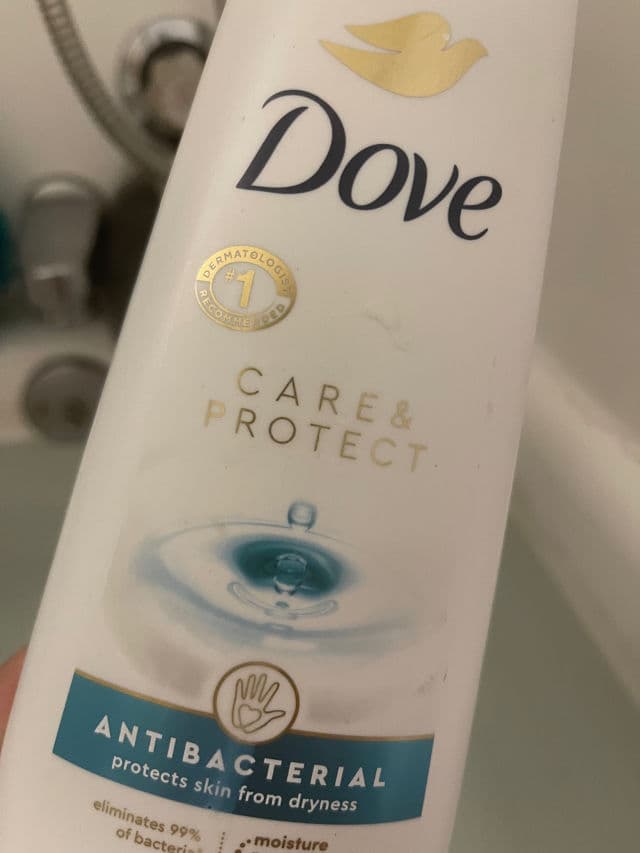 Dove
DERMATOLOGIST
#1
RECOMMENDED
CARE &
PROTECT
ANTIBACTERIAL
protects skin from dryness
eliminates 99%
of bacteria
moisture